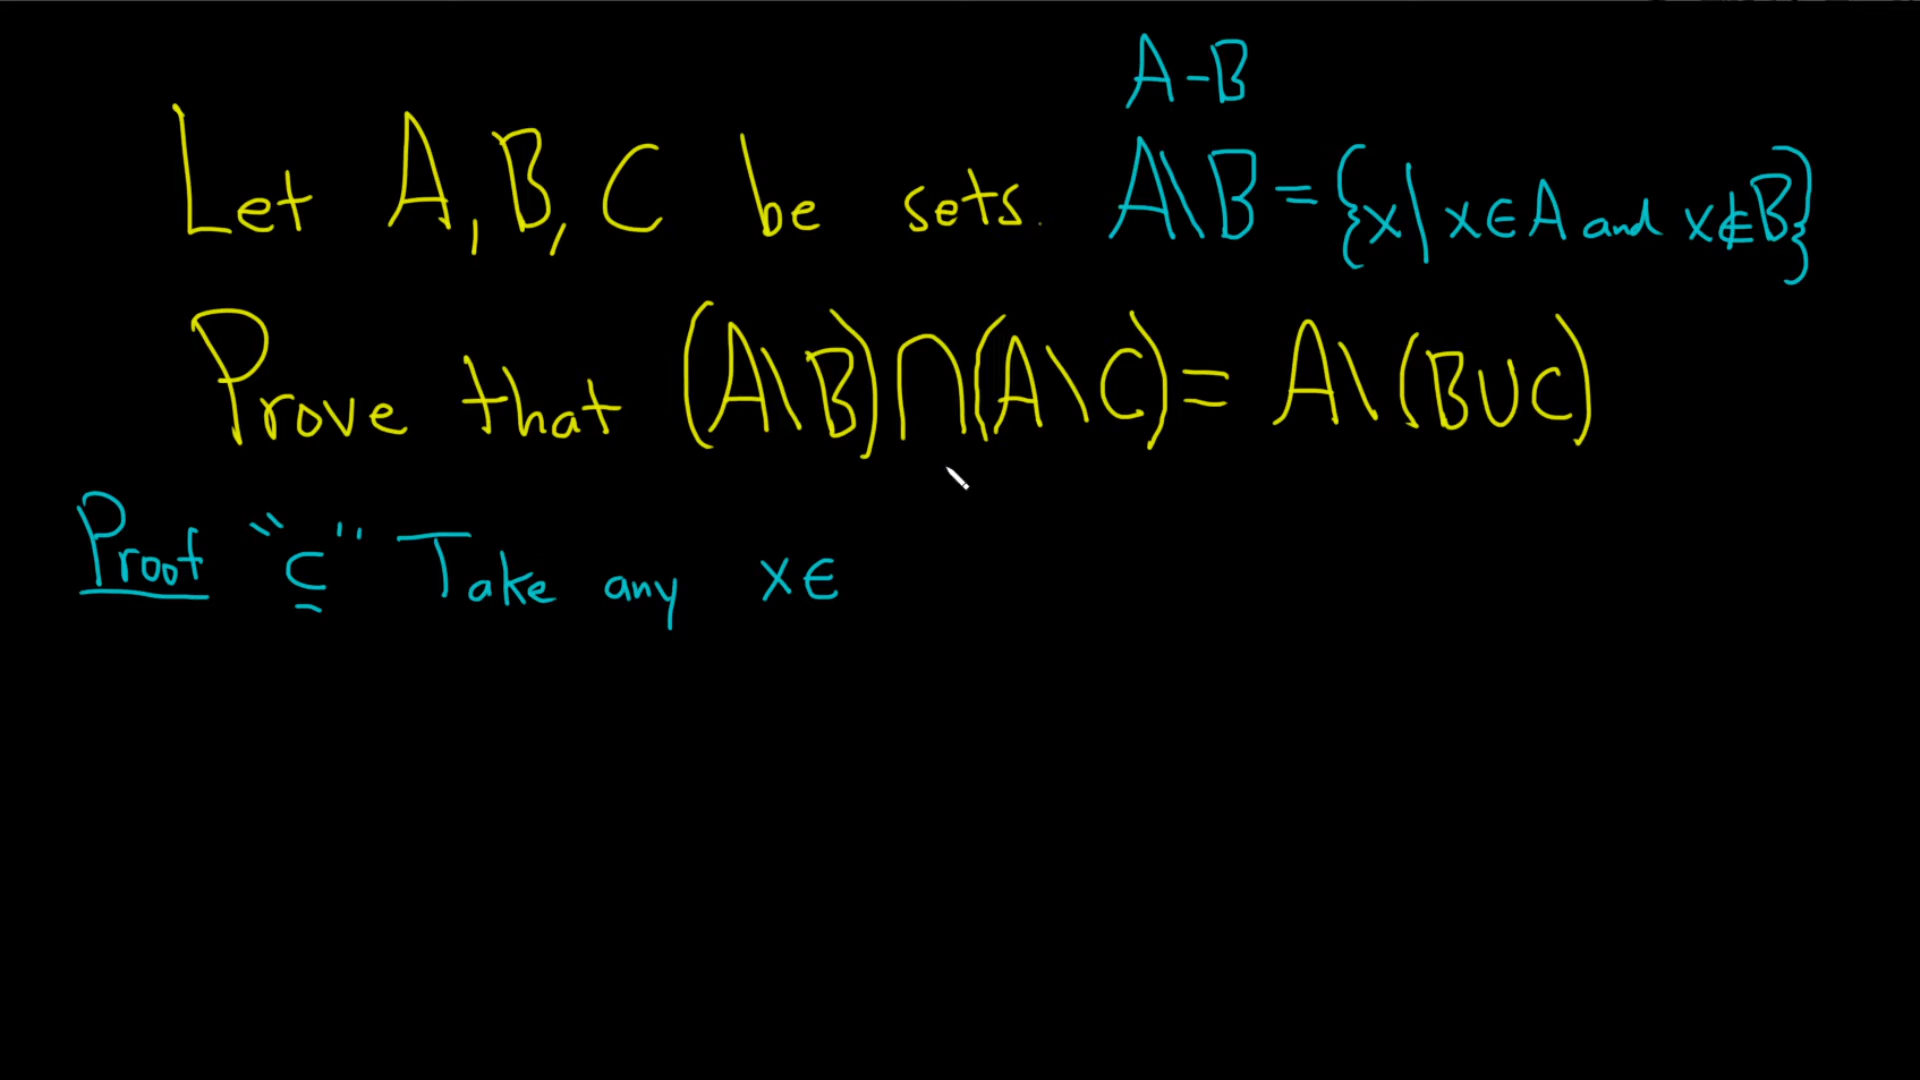 A-B
Let A, B, C be sets. A\B = {x | x∈A and x∉B}
Prove that (A\B)∩(A\C) = A\(B∪C)
Proof "⊆" Take any x∈